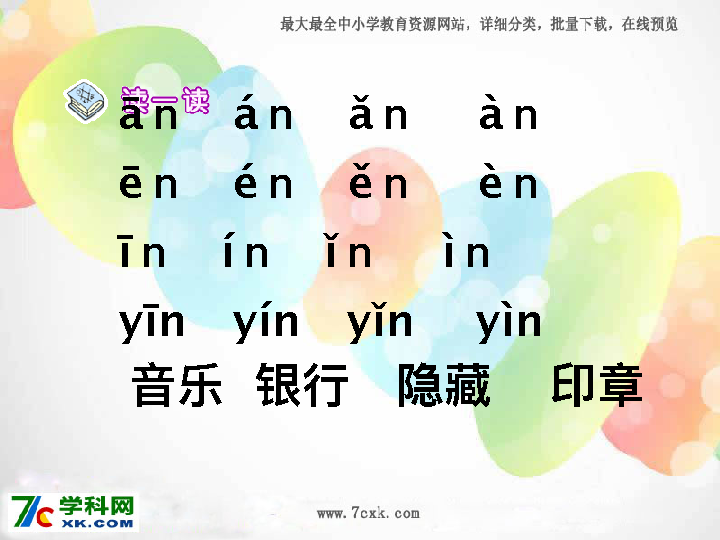 最大最全中小学教育资源网站，详细分类，批量下载，在线预览
读一读
ān án ǎn àn
ēn én ěn èn
īn ín ǐn ìn
yīn yín yǐn yìn
音乐 银行 隐藏 印章
7C 学科网
XK.COM
www.7cxk.com